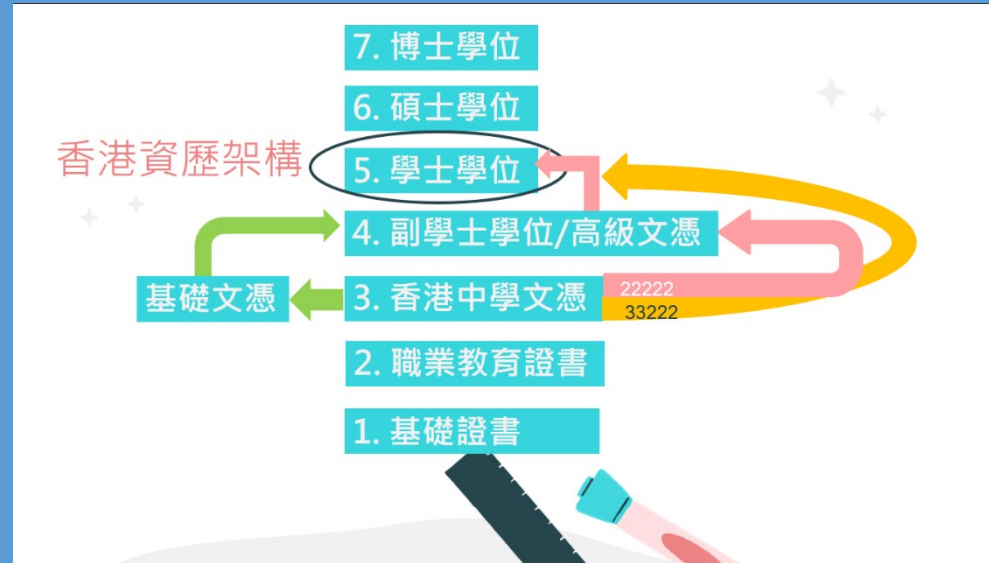 7. 博士學位
6. 碩士學位
香港資歷架構
5. 學士學位
4. 副學士學位/高級文憑
基礎文憑
3. 香港中學文憑
22222
33222
2. 職業教育證書
1. 基礎證書